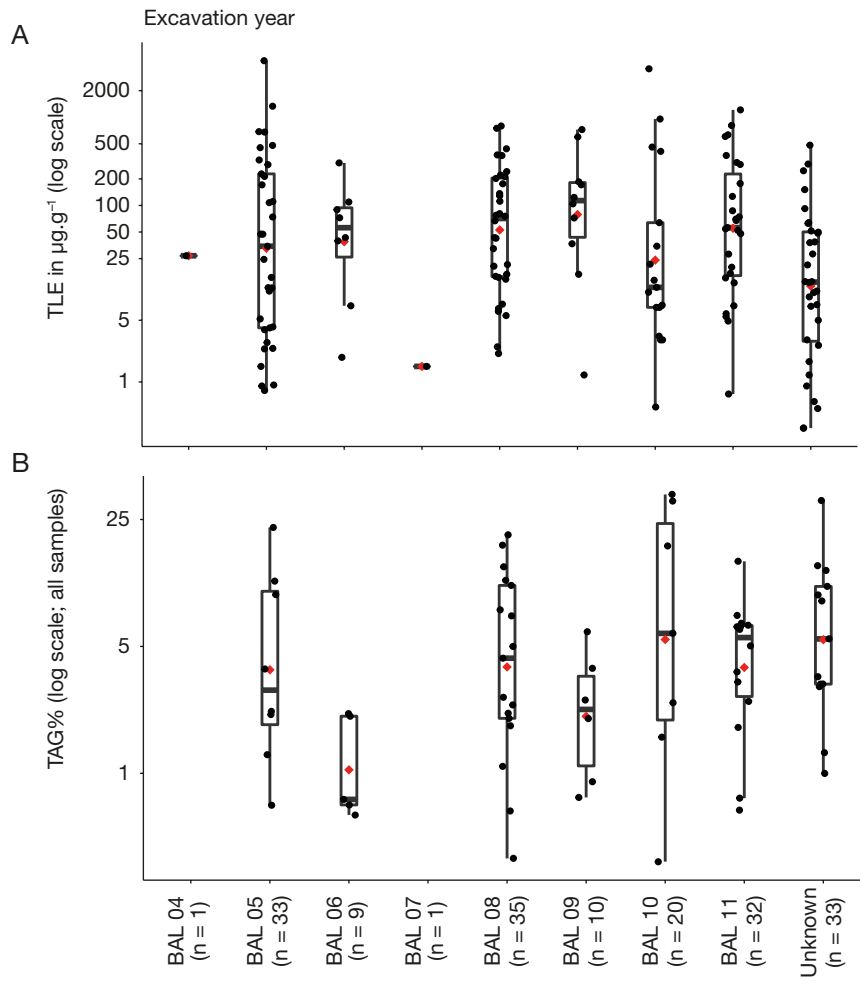 Excavation year
A
TLE in µg.g⁻¹ (log scale)
2000
500
200
100
50
25
5
1
B
TAG% (log scale; all samples)
25
5
1
BAL 04
(n = 1)
BAL 05
(n = 33)
BAL 06
(n = 9)
BAL 07
(n = 1)
BAL 08
(n = 35)
BAL 09
(n = 10)
BAL 10
(n = 20)
BAL 11
(n = 32)
Unknown
(n = 33)